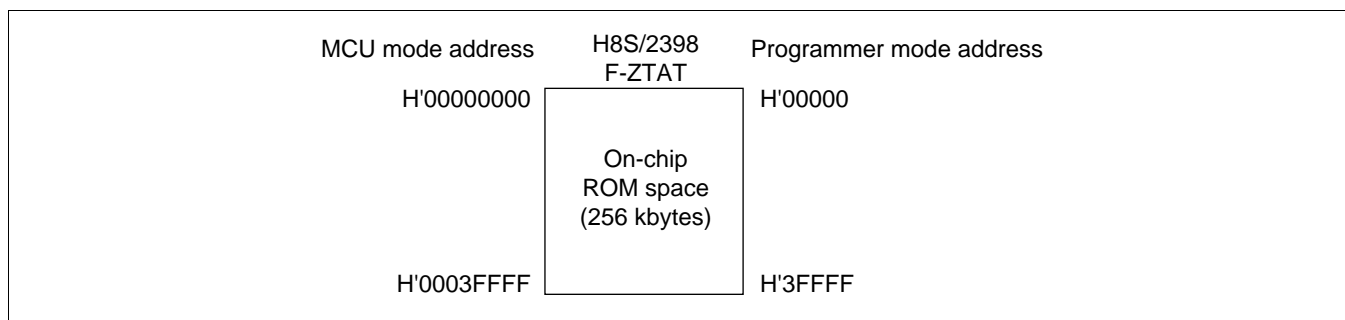 MCU mode address
H8S/2398
F-ZTAT
Programmer mode address
H'00000000
H'00000
On-chip
ROM space
(256 kbytes)
H'0003FFFF
H'3FFFF